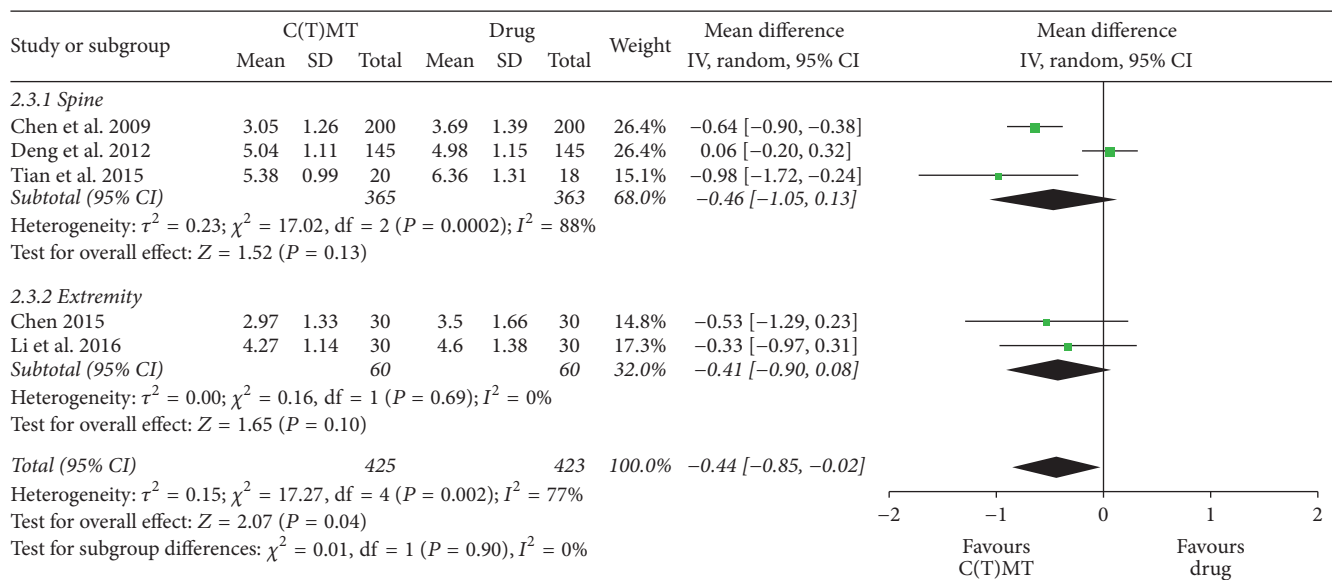 Study or subgroup C(T)MT Drug Weight Mean difference Mean difference
Mean SD Total Mean SD Total IV, random, 95% CI IV, random, 95% CI
2.3.1 Spine
Chen et al. 2009 3.05 1.26 200 3.69 1.39 200 26.4% −0.64 [−0.90, −0.38]
Deng et al. 2012 5.04 1.11 145 4.98 1.15 145 26.4% 0.06 [−0.20, 0.32]
Tian et al. 2015 5.38 0.99 20 6.36 1.31 18 15.1% −0.98 [−1.72, −0.24]
Subtotal (95% CI) 365 363 68.0% −0.46 [−1.05, 0.13]
Heterogeneity: τ² = 0.23; χ² = 17.02, df = 2 (P = 0.0002); I² = 88%
Test for overall effect: Z = 1.52 (P = 0.13)
2.3.2 Extremity
Chen 2015 2.97 1.33 30 3.5 1.66 30 14.8% −0.53 [−1.29, 0.23]
Li et al. 2016 4.27 1.14 30 4.6 1.38 30 17.3% −0.33 [−0.97, 0.31]
Subtotal (95% CI) 60 60 32.0% −0.41 [−0.90, 0.08]
Heterogeneity: τ² = 0.00; χ² = 0.16, df = 1 (P = 0.69); I² = 0%
Test for overall effect: Z = 1.65 (P = 0.10)
Total (95% CI) 425 423 100.0% −0.44 [−0.85, −0.02]
Heterogeneity: τ² = 0.15; χ² = 17.27, df = 4 (P = 0.002); I² = 77%
Test for overall effect: Z = 2.07 (P = 0.04)
Test for subgroup differences: χ² = 0.01, df = 1 (P = 0.90), I² = 0%
−2 −1 0 1 2
Favours Favours
C(T)MT drug